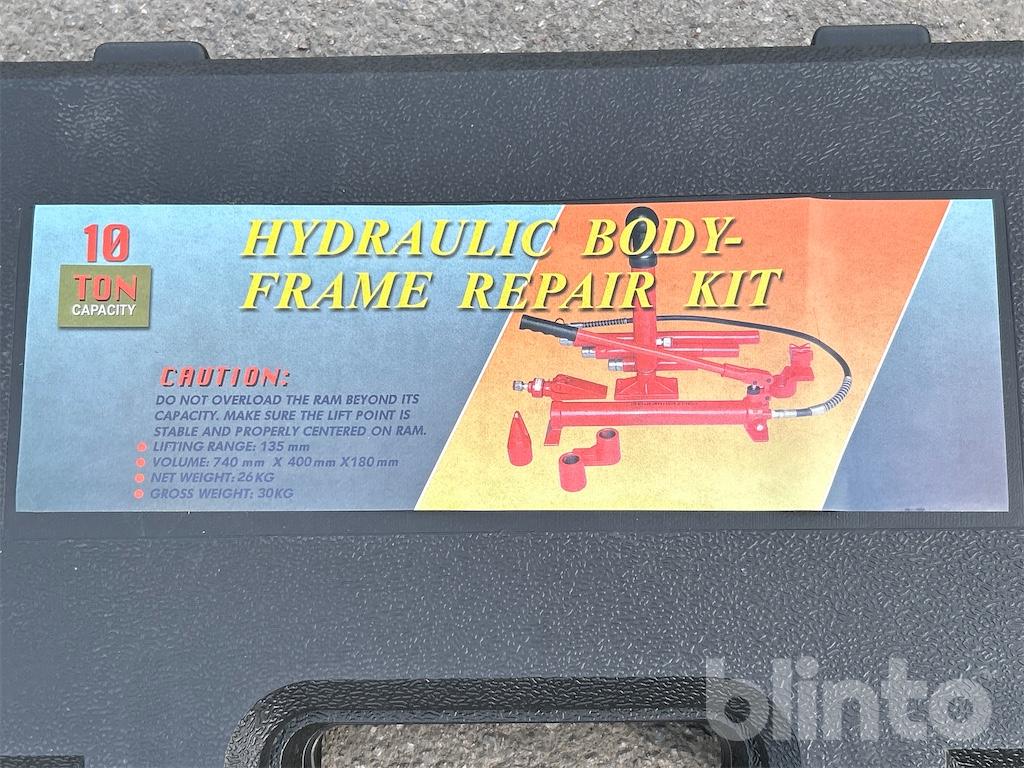 10
TON
CAPACITY
HYDRAULIC BODY-
FRAME REPAIR KIT
CAUTION:
DO NOT OVERLOAD THE RAM BEYOND ITS
CAPACITY. MAKE SURE THE LIFT POINT IS
STABLE AND PROPERLY CENTERED ON RAM.
LIFTING RANGE: 135 mm
VOLUME: 740 mm X 400 mm X180 mm
NET WEIGHT: 26KG
GROSS WEIGHT: 30KG
blinto